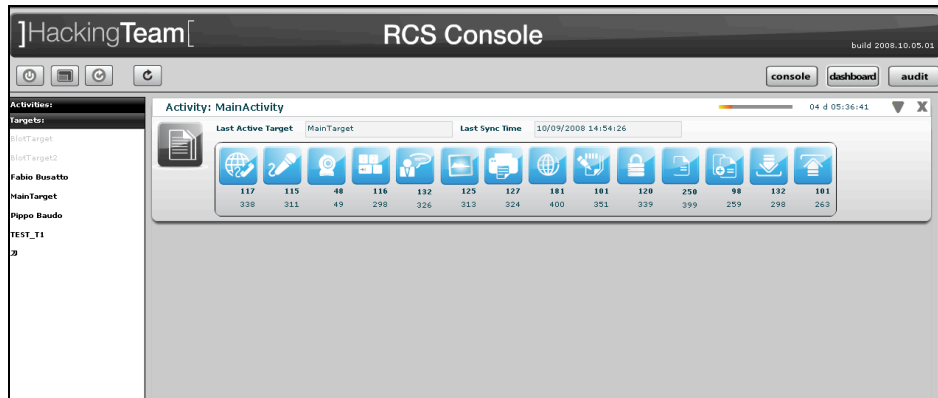 ]HackingTeam[
RCS Console
build 2008.10.05.01
console
dashboard
audit
Activities:
Targets:
BlotTarget
BlotTarget2
Fabio Busatto
MainTarget
Pippo Baudo
TEST_T1
Activity: MainActivity
04 d 05:36:41
X
Last Active Target
MainTarget
Last Sync Time
10/09/2008 14:54:26
117 115 48 116 132 125 127 181 101 120 250 98 132 101
338 311 49 298 326 313 324 400 351 339 399 259 298 263